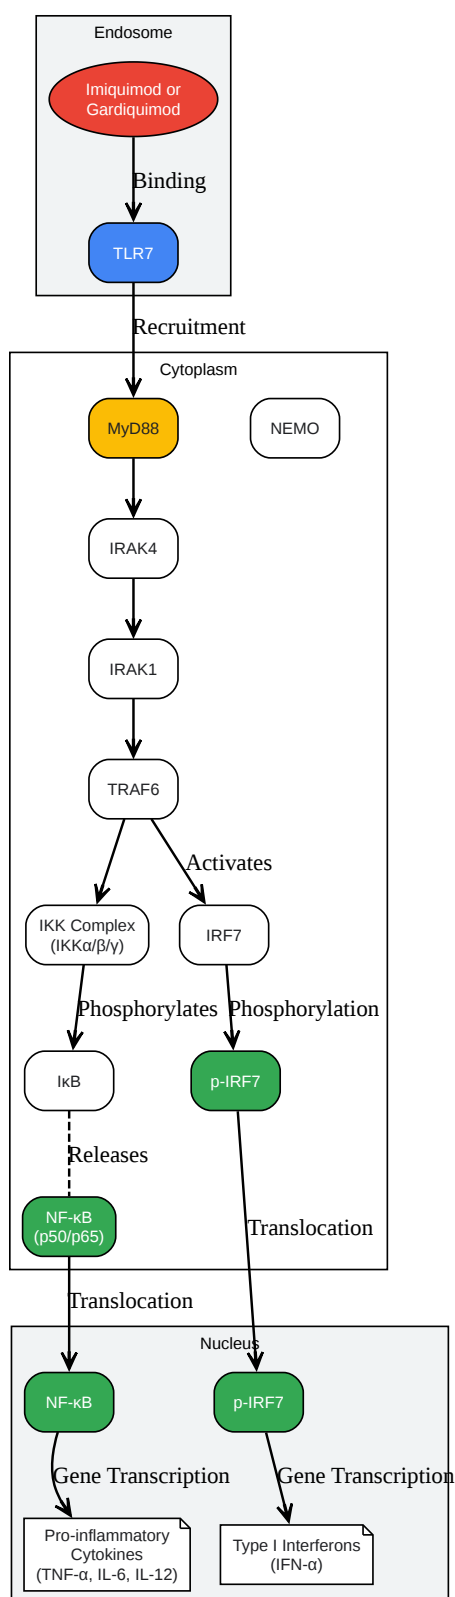 Endosome
Imiquimod or
Gardiquimod
Binding
TLR7
Recruitment
Cytoplasm
MyD88
NEMO
IRAK4
IRAK1
TRAF6
Activates
IKK Complex
(IKKα/β/γ)
IRF7
Phosphorylates
Phosphorylation
IκB
p-IRF7
Releases
NF-κB
(p50/p65)
Translocation
Translocation
Nucleus
NF-κB
p-IRF7
Gene Transcription
Gene Transcription
Pro-inflammatory
Cytokines
(TNF-α, IL-6, IL-12)
Type I Interferons
(IFN-α)